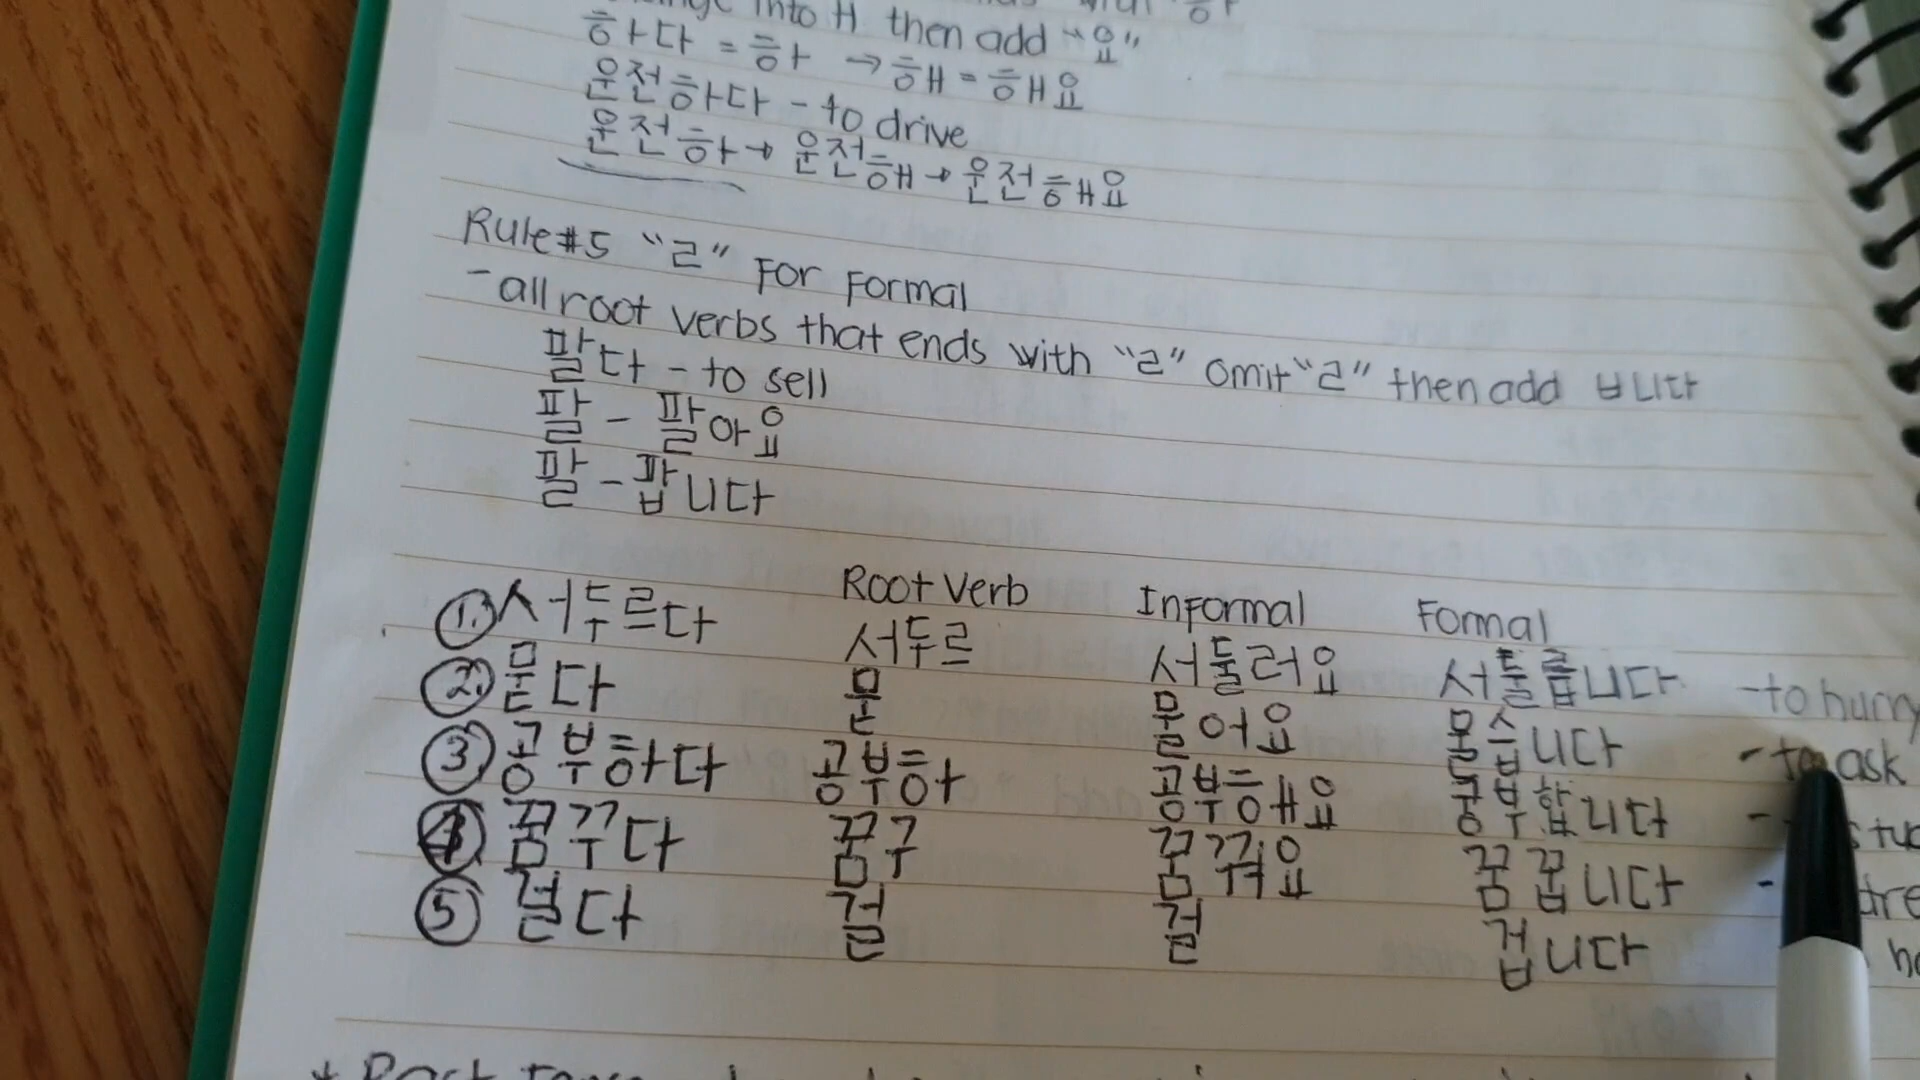 into ㅐ then add "요"
하다 = 하 → 해 = 해요
운전하다 - to drive
운전하 → 운전해 → 운전해요
Rule #5 "ㄹ" For Formal
- all root verbs that ends with "ㄹ" omit "ㄹ" then add ㅂ니다
팔다 - to sell
팔 - 팔아요
팔 - 팝니다
Root Verb Informal Formal
1. 서두르다 서두르 서둘러요 서둘릅니다 - to hurry
2. 묻다 묻 물어요 물습니다 - to ask
3 공부하다 공부하 공부해요 공부합니다 -
4 꿈꾸다 꿈꾸 꿈꿔요 꿈꿉니다 -
5 걸다 걸 걸 겁니다